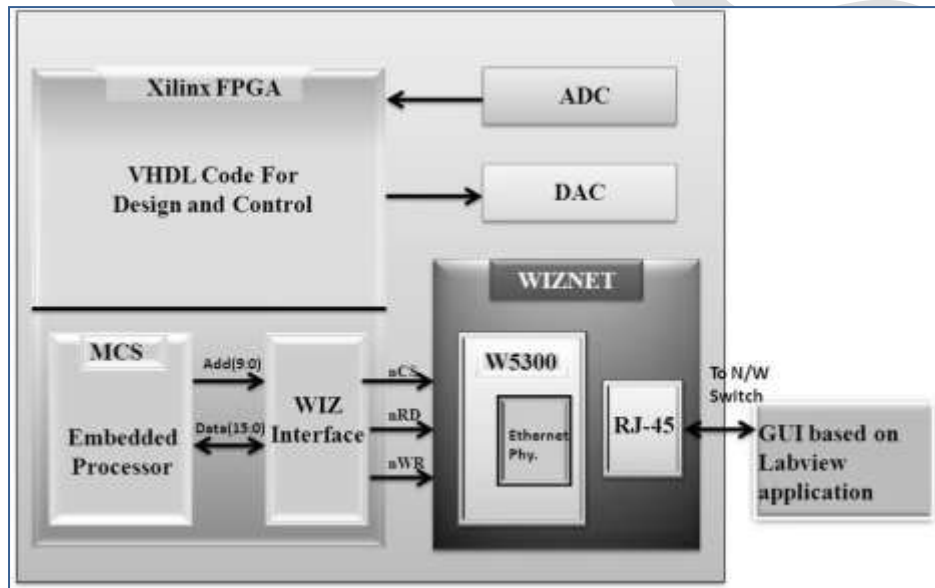 Xilinx FPGA
VHDL Code For
Design and Control
ADC
DAC
WIZNET
MCS
Embedded
Processor
Add(9:0)
Data(15:0)
WIZ
Interface
nCS
nRD
nWR
W5300
Ethernet
Phy.
RJ-45
To N/W
Switch
GUI based on
Labview
application